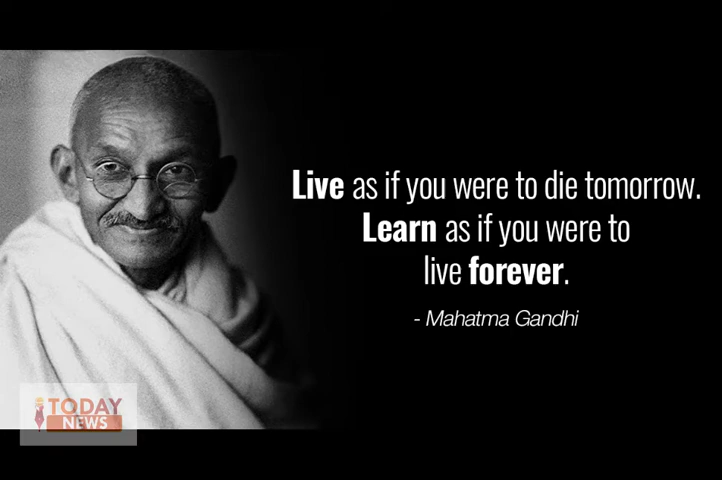 Live as if you were to die tomorrow.
Learn as if you were to
live forever.
- Mahatma Gandhi
TODAY
NEWS